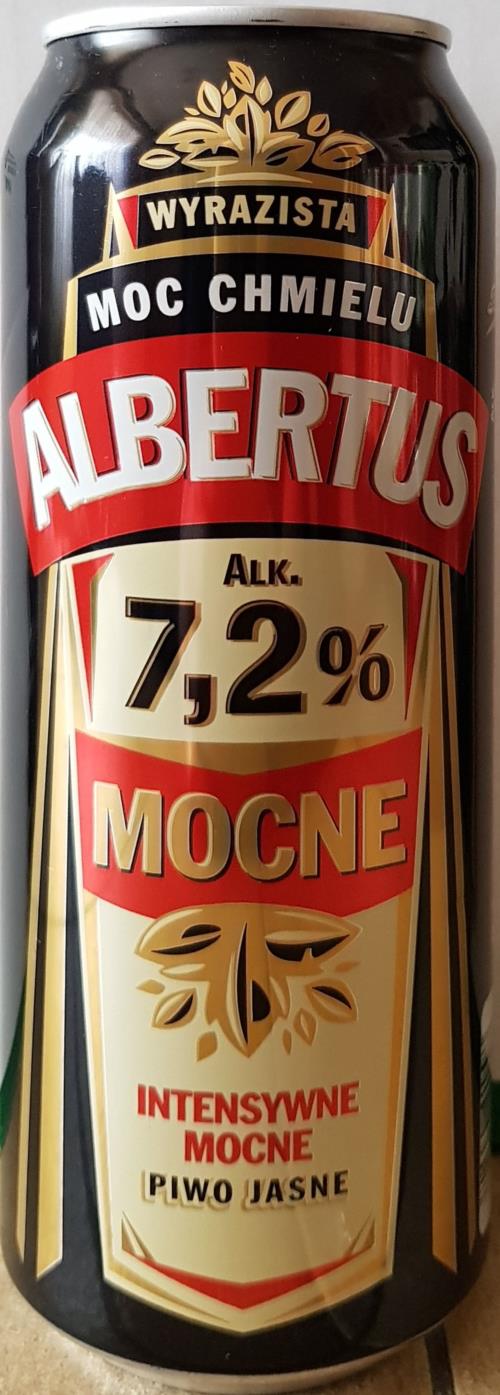 WYRAZISTA
MOC CHMIELU
ALBERTUS
ALK.
7,2%
MOCNE
INTENSYWNE
MOCNE
PIWO JASNE